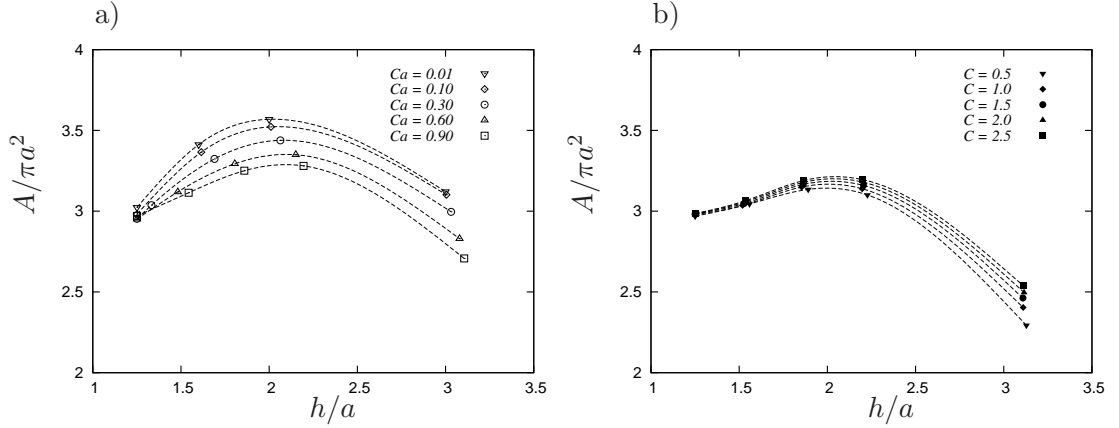 a)
A/πa²
4
3.5
3
2.5
2
1
1.5
2
2.5
3
3.5
h/a
Ca = 0.01
Ca = 0.10
Ca = 0.30
Ca = 0.60
Ca = 0.90
b)
A/πa²
4
3.5
3
2.5
2
1
1.5
2
2.5
3
3.5
h/a
C = 0.5
C = 1.0
C = 1.5
C = 2.0
C = 2.5